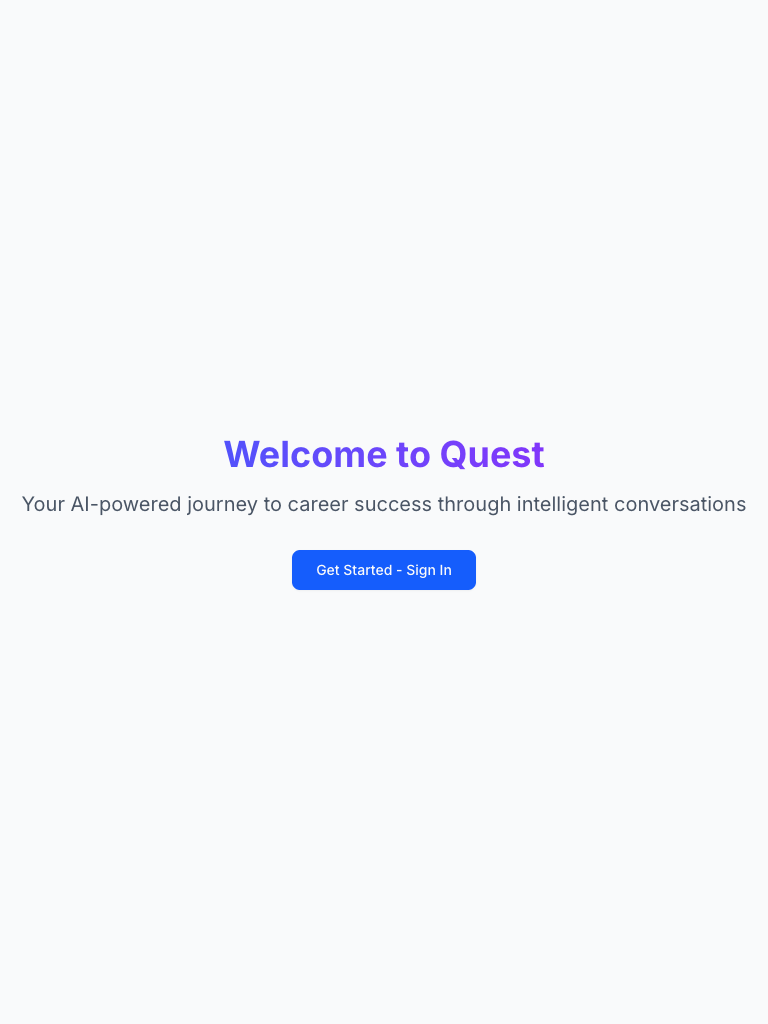 Welcome to Quest
Your AI-powered journey to career success through intelligent conversations
Get Started - Sign In